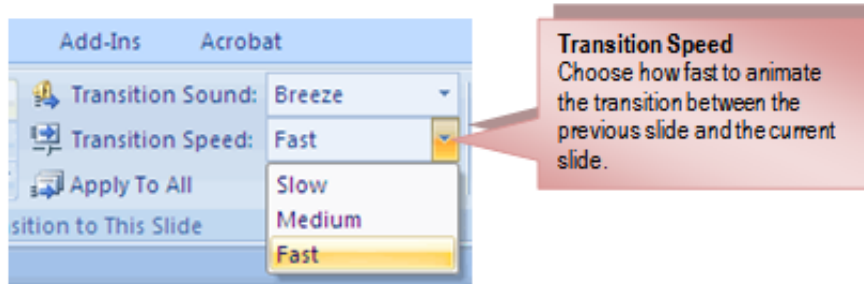 Add-Ins Acrobat
Transition Sound: Breeze
Transition Speed: Fast
Apply To All
Slow
Medium
Fast
sition to This Slide
Transition Speed
Choose how fast to animate
the transition between the
previous slide and the current
slide.